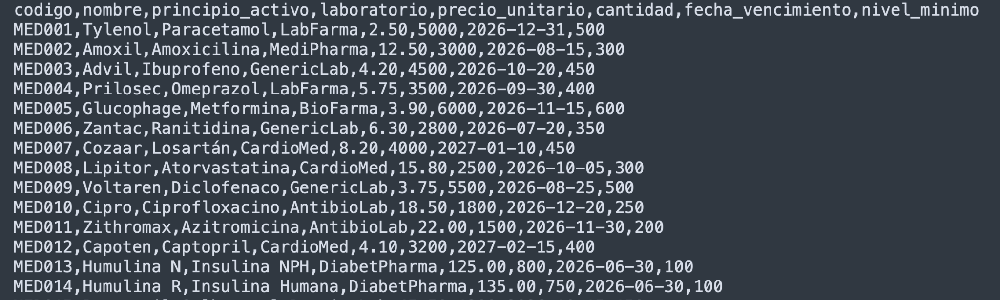 codigo,nombre,principio_activo,laboratorio,precio_unitario,cantidad,fecha_vencimiento,nivel_minimo
MED001,Tylenol,Paracetamol,LabFarma,2.50,5000,2026-12-31,500
MED002,Amoxil,Amoxicilina,MediPharma,12.50,3000,2026-08-15,300
MED003,Advil,Ibuprofeno,GenericLab,4.20,4500,2026-10-20,450
MED004,Prilosec,Omeprazol,LabFarma,5.75,3500,2026-09-30,400
MED005,Glucophage,Metformina,BioFarma,3.90,6000,2026-11-15,600
MED006,Zantac,Ranitidina,GenericLab,6.30,2800,2026-07-20,350
MED007,Cozaar,Losartán,CardioMed,8.20,4000,2027-01-10,450
MED008,Lipitor,Atorvastatina,CardioMed,15.80,2500,2026-10-05,300
MED009,Voltaren,Diclofenaco,GenericLab,3.75,5500,2026-08-25,500
MED010,Cipro,Ciprofloxacino,AntibioLab,18.50,1800,2026-12-20,250
MED011,Zithromax,Azitromicina,AntibioLab,22.00,1500,2026-11-30,200
MED012,Capoten,Captopril,CardioMed,4.10,3200,2027-02-15,400
MED013,Humulina N,Insulina NPH,DiabetPharma,125.00,800,2026-06-30,100
MED014,Humulina R,Insulina Humana,DiabetPharma,135.00,750,2026-06-30,100